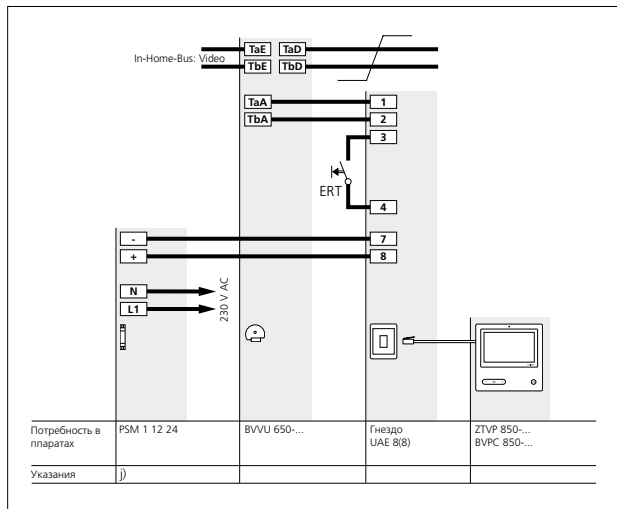 In-Home-Bus: Video
TaE TaD
TbE TbD
TaA 1
TbA 2
3
ERT
4
- 7
+ 8
N
L1
230 V AC
Потребность в ппаратах
PSM 1 12 24
BVVU 650-...
Гнездо
UAE 8(8)
ZTVP 850-...
BVPC 850-...
Указания j)